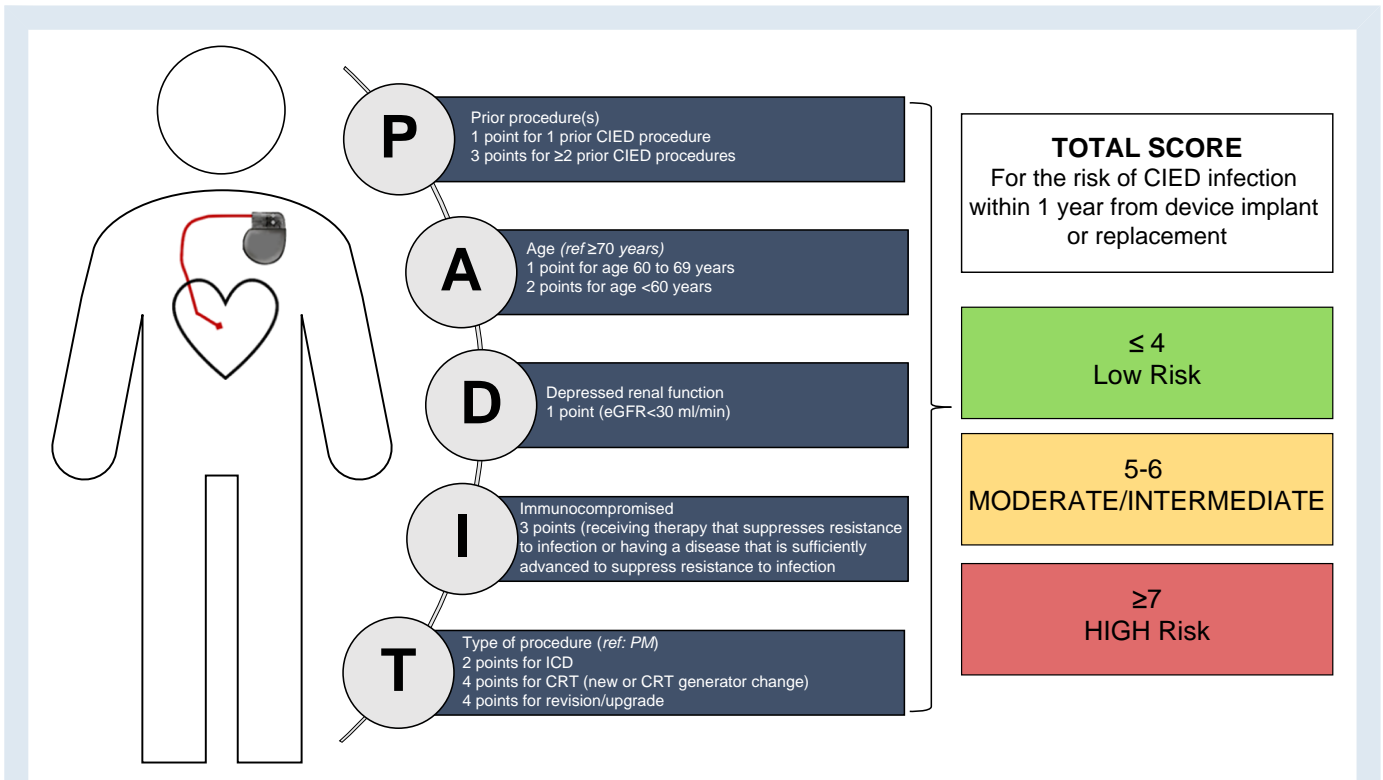 P
Prior procedure(s)
1 point for 1 prior CIED procedure
3 points for ≥2 prior CIED procedures
A
Age (ref ≥70 years)
1 point for age 60 to 69 years
2 points for age <60 years
D
Depressed renal function
1 point (eGFR<30 ml/min)
I
Immunocompromised
3 points (receiving therapy that suppresses resistance
to infection or having a disease that is sufficiently
advanced to suppress resistance to infection
T
Type of procedure (ref: PM)
2 points for ICD
4 points for CRT (new or CRT generator change)
4 points for revision/upgrade
TOTAL SCORE
For the risk of CIED infection
within 1 year from device implant
or replacement
≤ 4
Low Risk
5-6
MODERATE/INTERMEDIATE
≥7
HIGH Risk